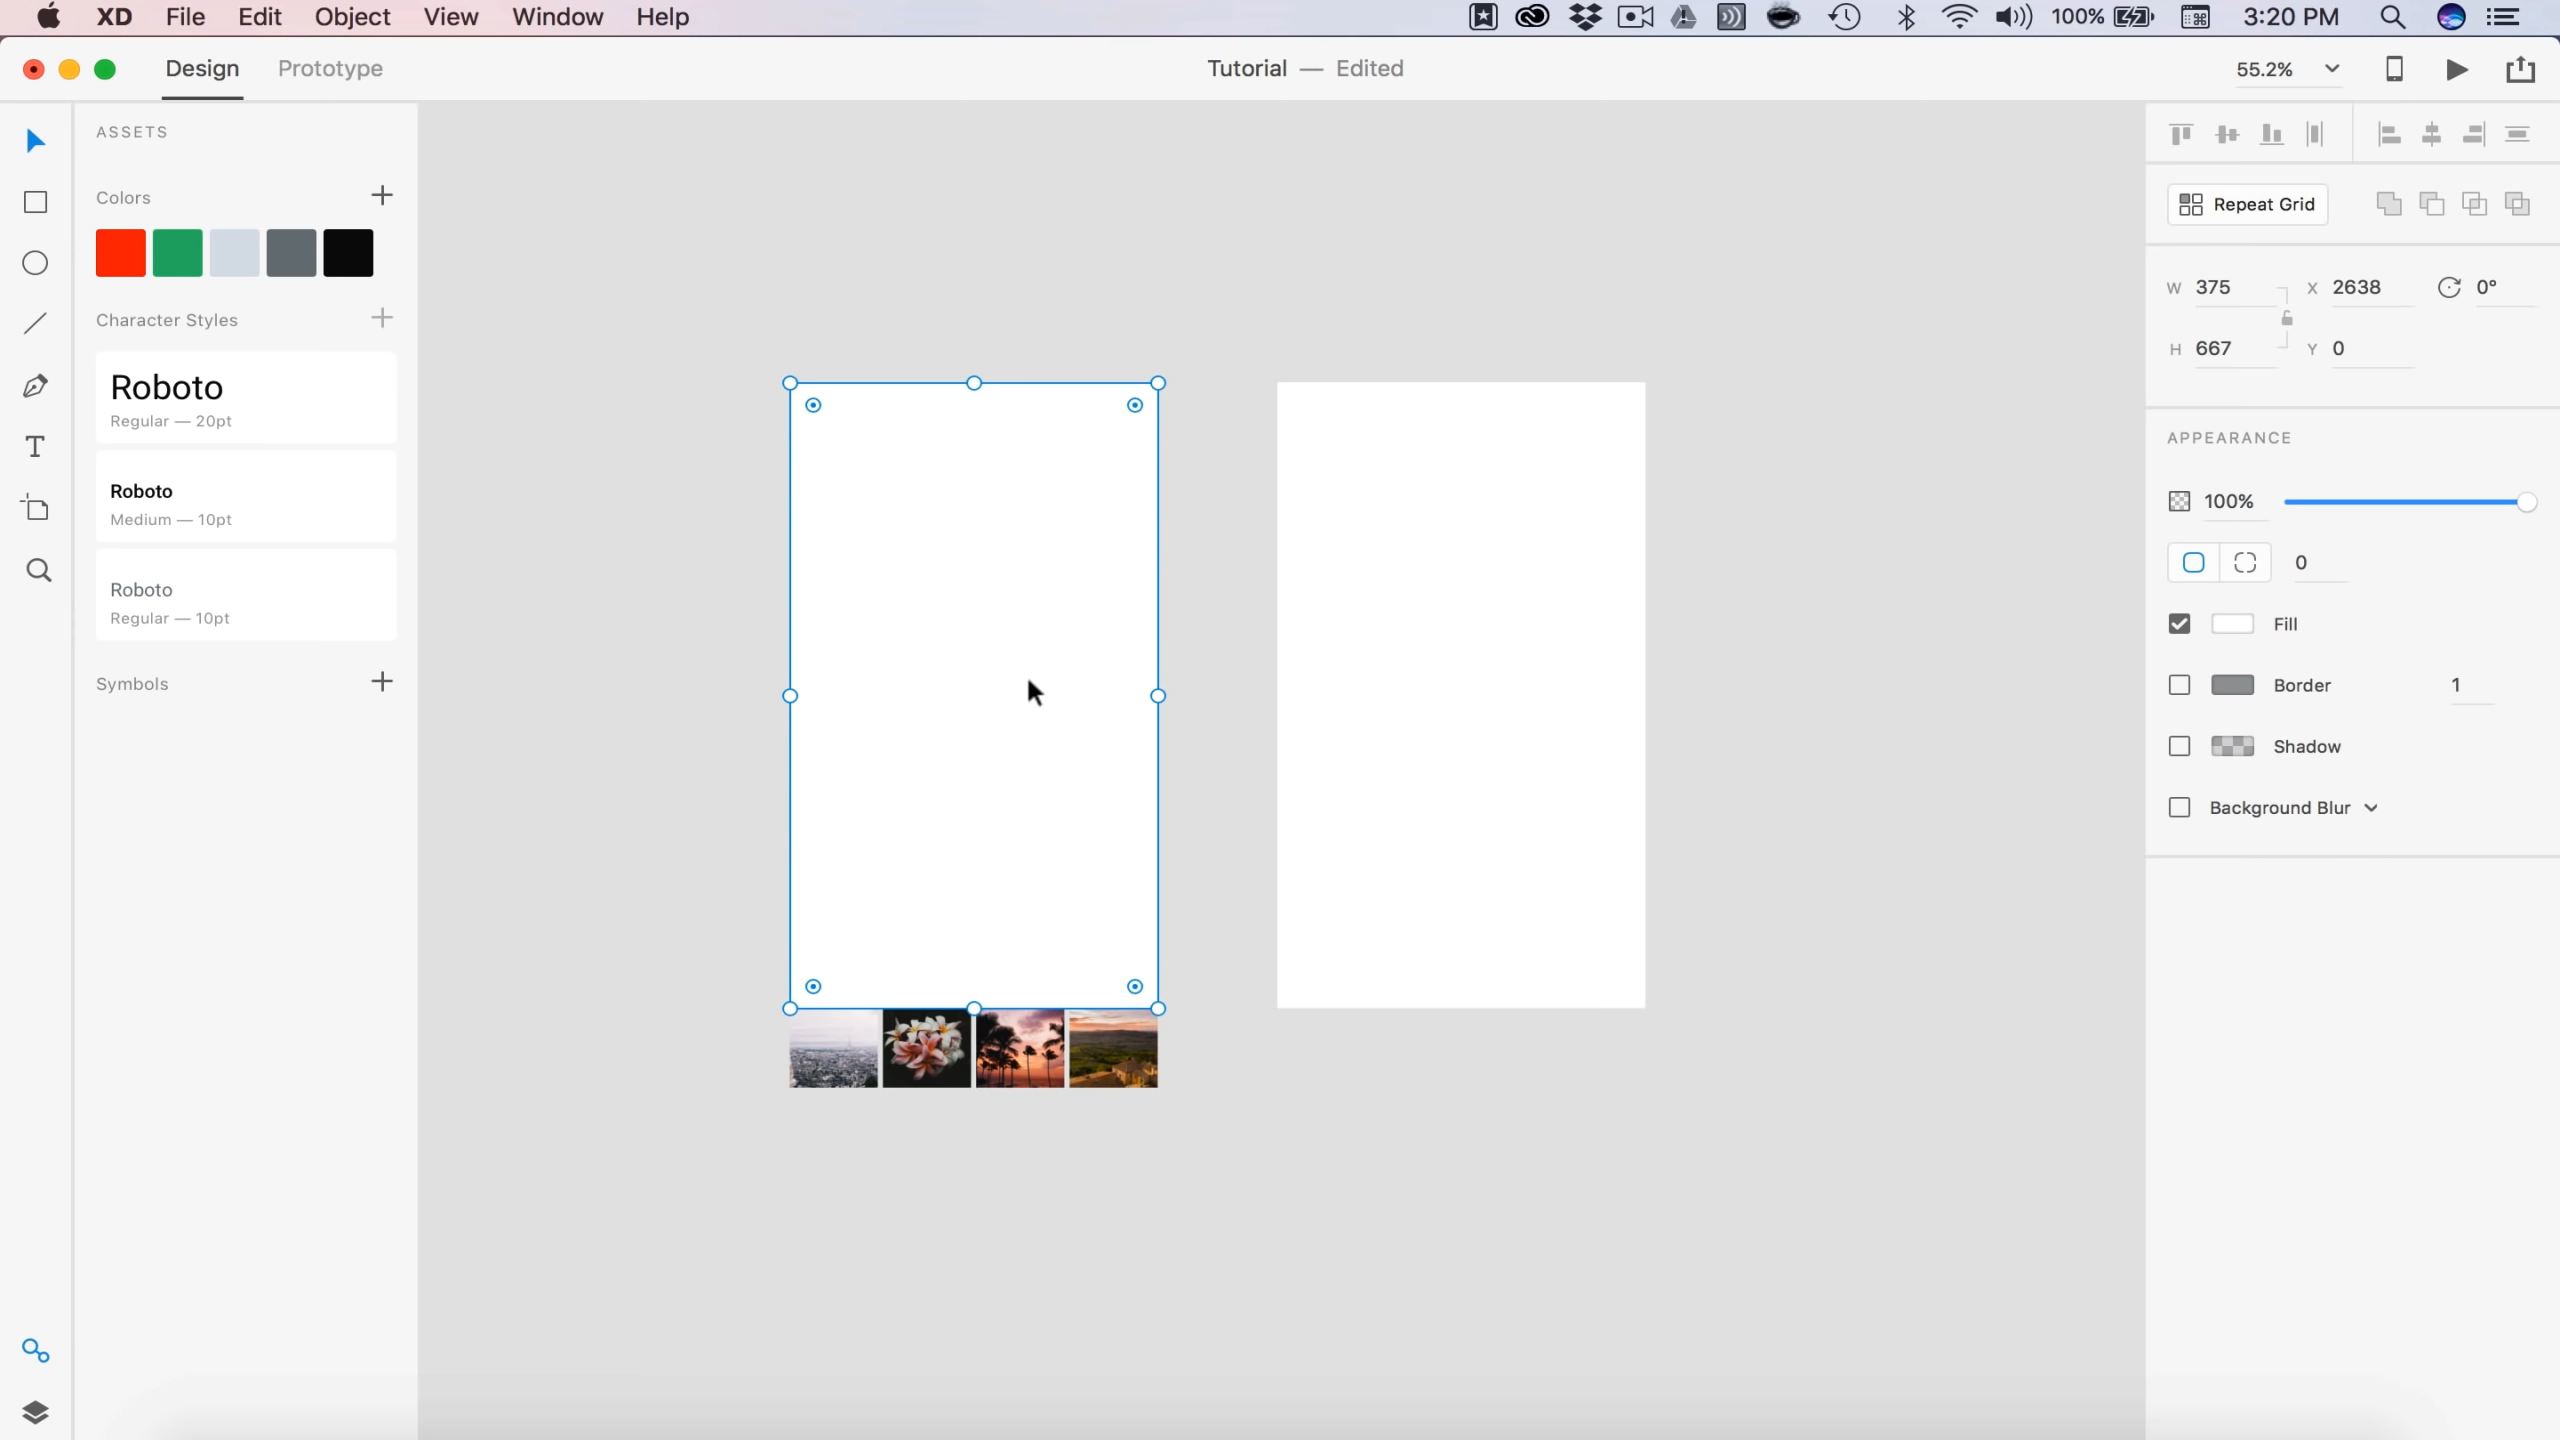 XD File Edit Object View Window Help 100% 3:20 PM
Design Prototype Tutorial — Edited 55.2%
ASSETS
Colors
Character Styles
Roboto
Regular — 20pt
Roboto
Medium — 10pt
Roboto
Regular — 10pt
Symbols
Repeat Grid
W 375 X 2638 0°
H 667 Y 0
APPEARANCE
100%
0
Fill
Border 1
Shadow
Background Blur